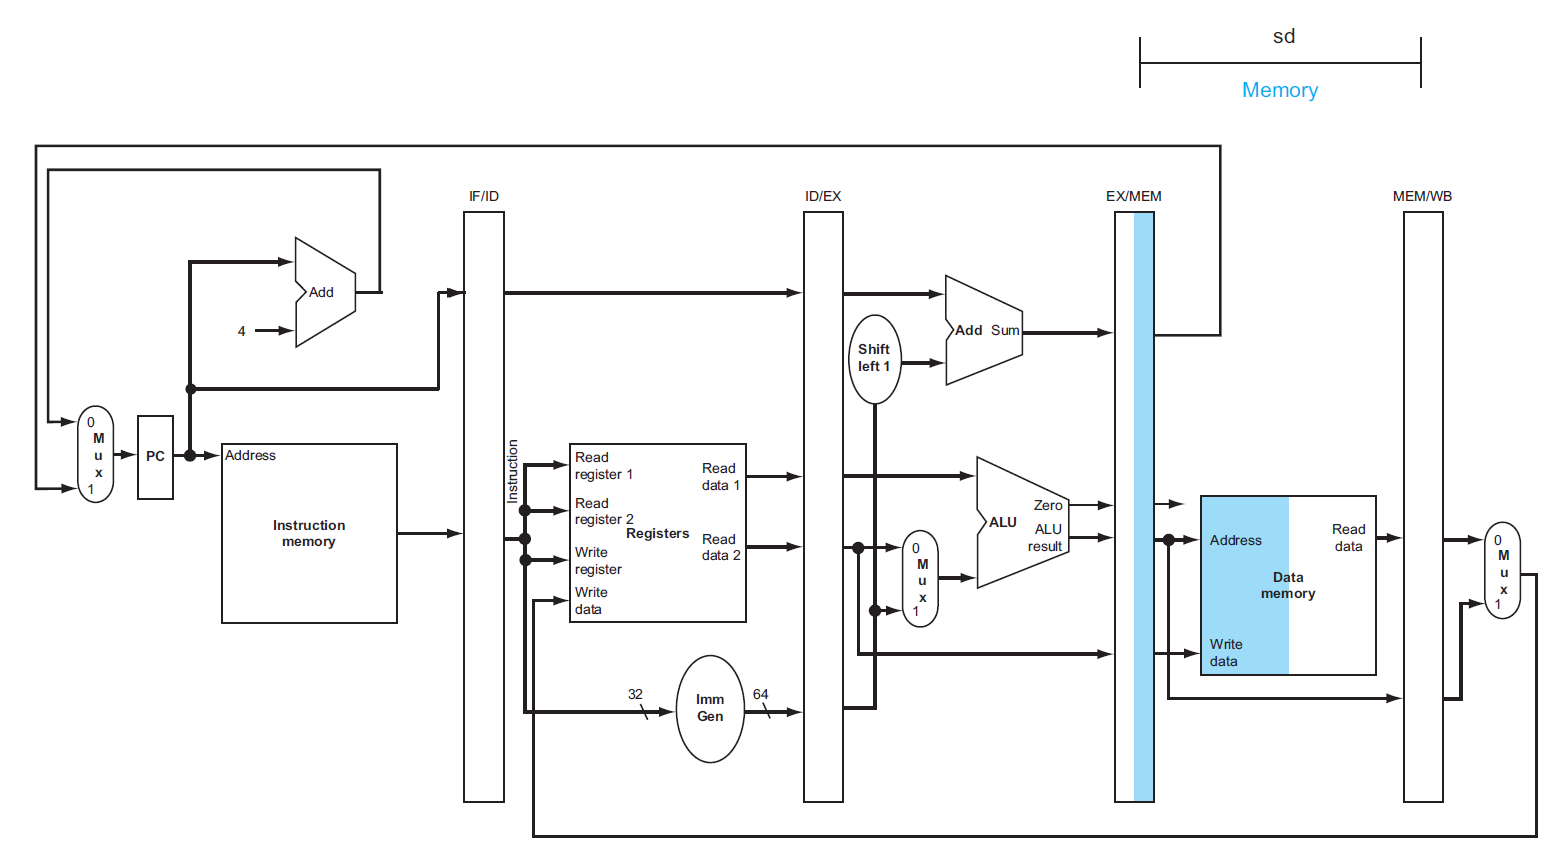 sd
Memory
IF/ID
ID/EX
EX/MEM
MEM/WB
Add
4
Add Sum
Shift
left 1
0
M
u
x
1
PC
Address
Instruction
memory
Instruction
Read
register 1
Read
register 2
Write
register
Write
data
Registers
Read
data 1
Read
data 2
ALU
Zero
ALU
result
0
M
u
x
1
Address
Write
data
Data
memory
Read
data
0
M
u
x
1
32
Imm
Gen
64